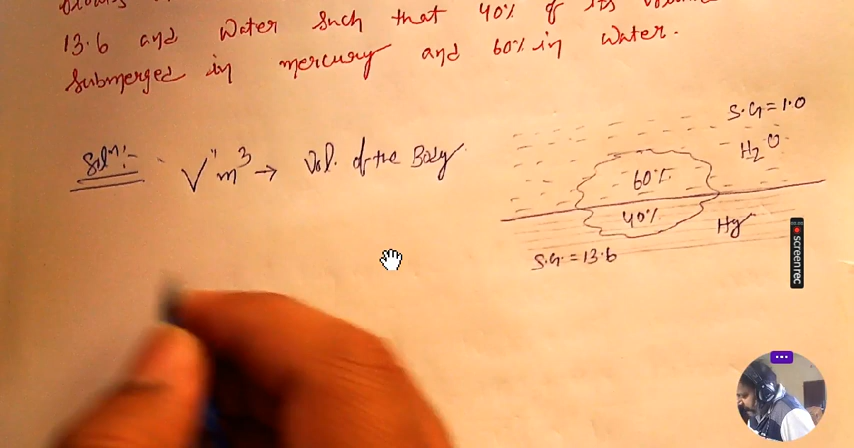 40% of its
13.6 and Water such that
submerged in mercury and 60% in water.
S.G = 1.0
H2O
Solⁿ:-
V" m³ → Vol. of the Body
60%
40%
Hg
S.G. = 13.6
screenrec